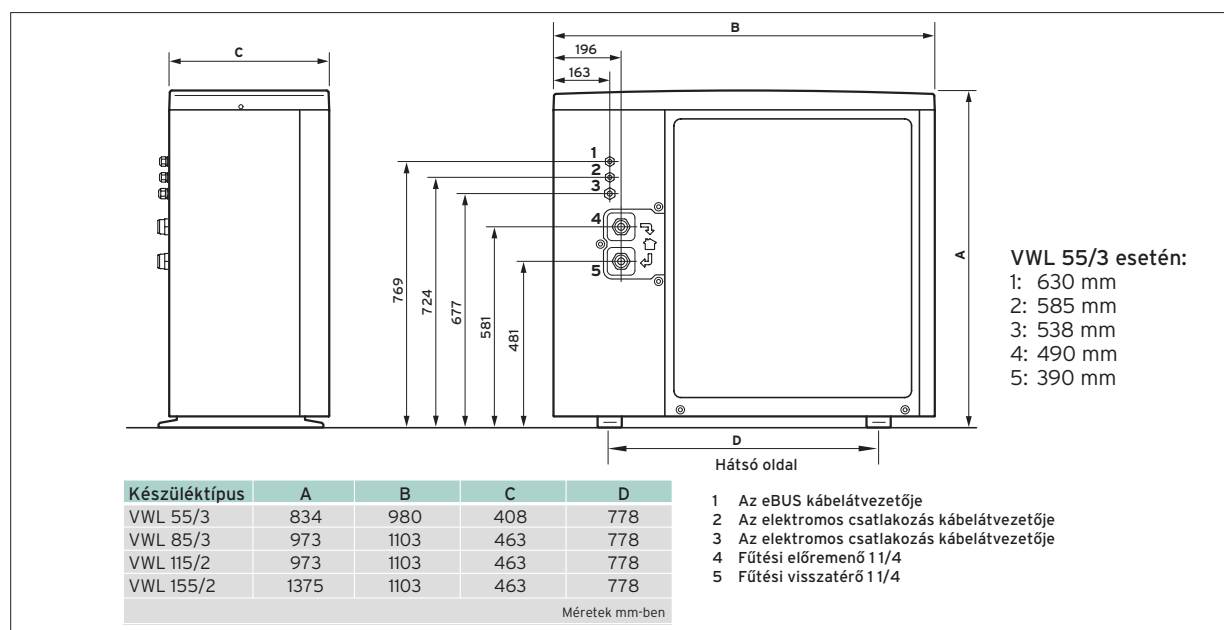 C
B
196
163
1
2
3
4
5
769
724
677
581
481
A
D
Hátsó oldal
VWL 55/3 esetén:
1: 630 mm
2: 585 mm
3: 538 mm
4: 490 mm
5: 390 mm
Készüléktípus A B C D
VWL 55/3 834 980 408 778
VWL 85/3 973 1103 463 778
VWL 115/2 973 1103 463 778
VWL 155/2 1375 1103 463 778
Méretek mm-ben
1 Az eBUS kábelátvezetője
2 Az elektromos csatlakozás kábelátvezetője
3 Az elektromos csatlakozás kábelátvezetője
4 Fűtési előremenő 1 1/4
5 Fűtési visszatérő 1 1/4